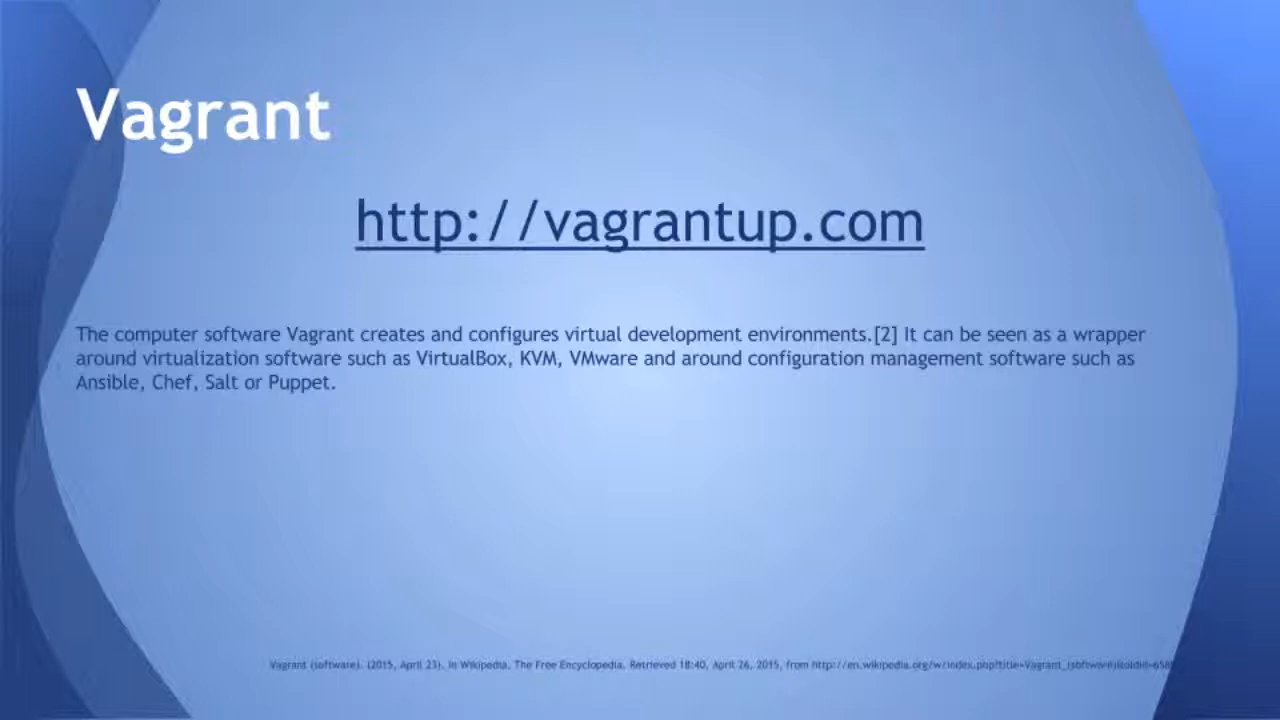 Vagrant
http://vagrantup.com
The computer software Vagrant creates and configures virtual development environments.[2] It can be seen as a wrapper
around virtualization software such as VirtualBox, KVM, VMware and around configuration management software such as
Ansible, Chef, Salt or Puppet.
Vagrant (software). (2015, April 23). In Wikipedia, The Free Encyclopedia. Retrieved 18:40, April 26, 2015, from